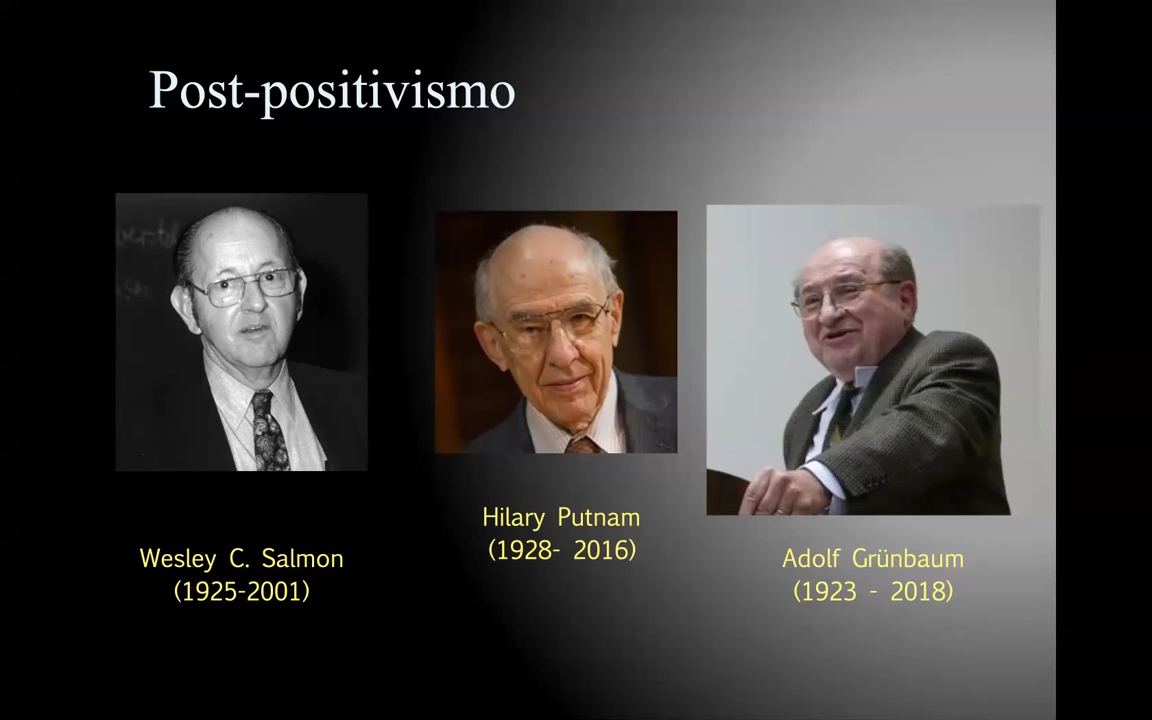 Post-positivismo
Wesley C. Salmon
(1925-2001)
Hilary Putnam
(1928- 2016)
Adolf Grünbaum
(1923 - 2018)